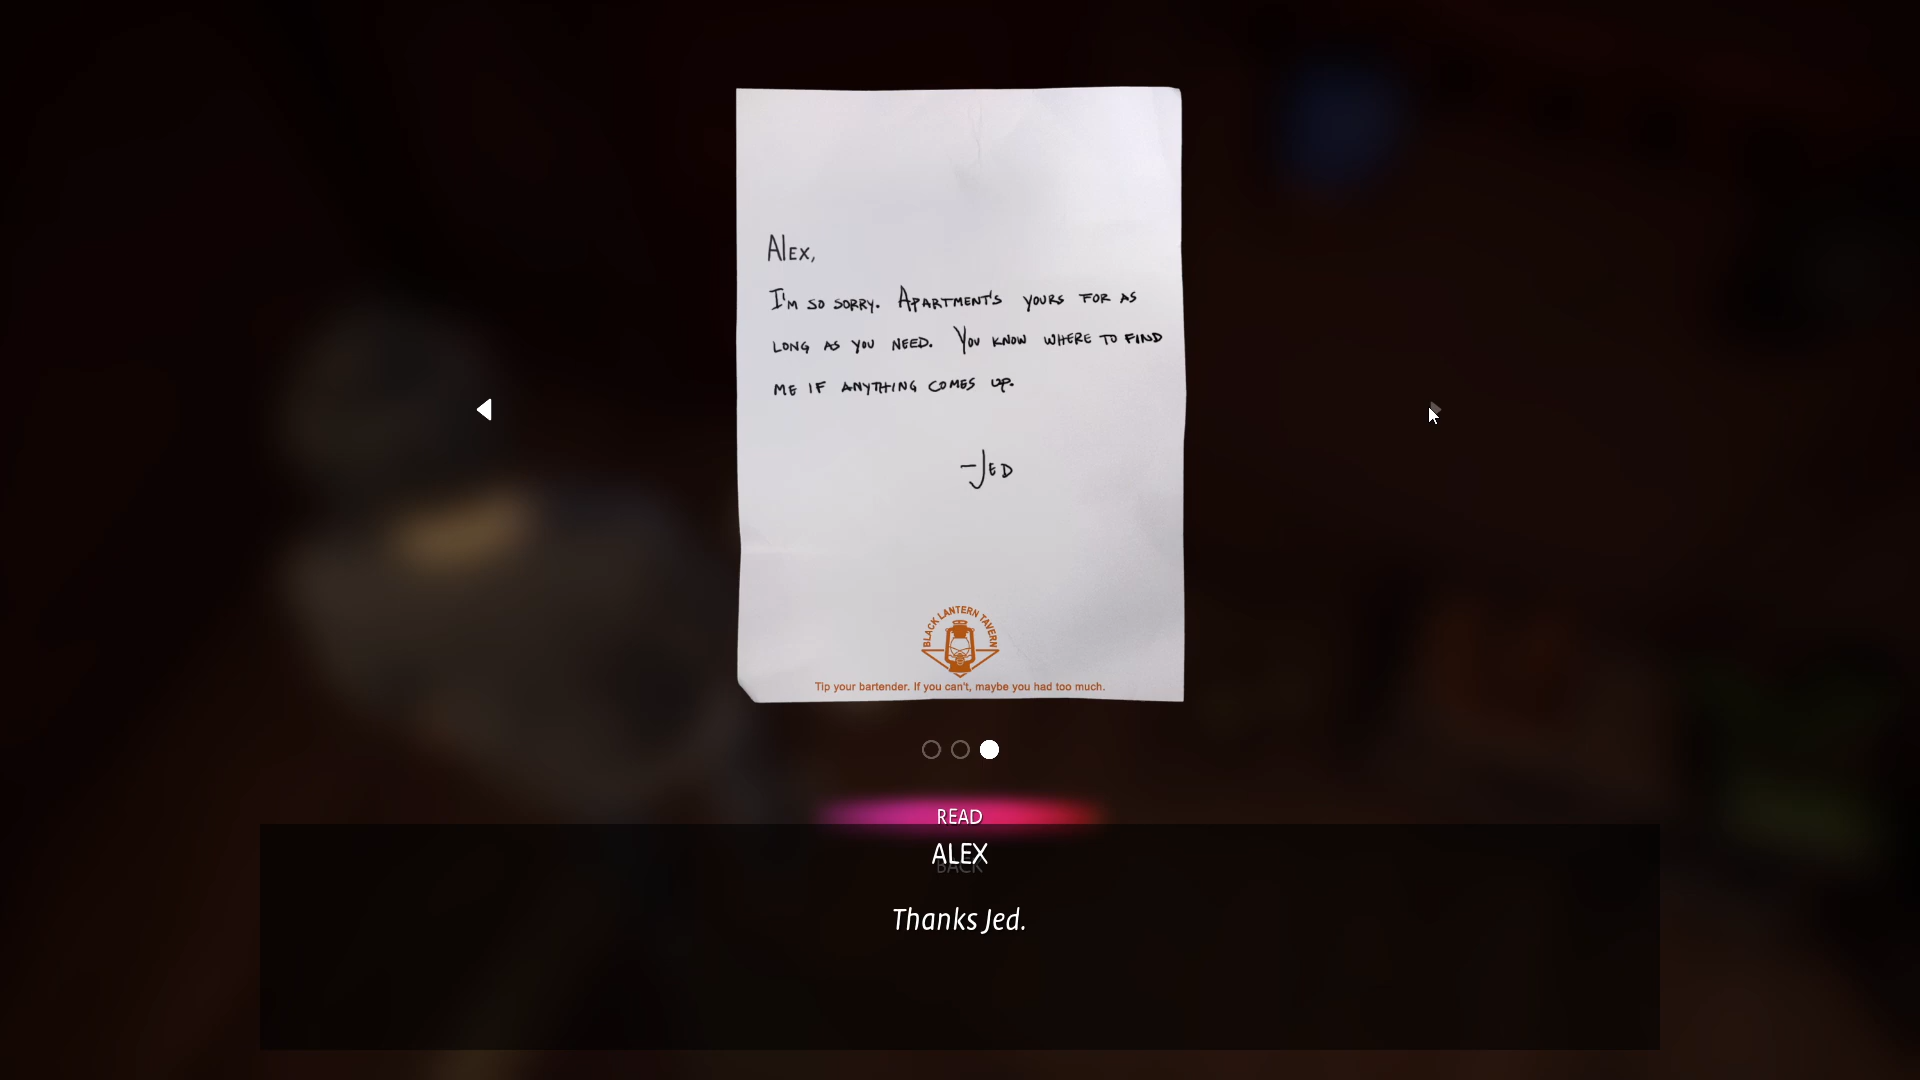 Alex,
I'm so sorry. Apartment's yours for as
long as you need. You know where to find
me if anything comes up.
-Jed
BLACK LANTERN TAVERN
Tip your bartender. If you can't, maybe you had too much.
READ
ALEX
BACK
Thanks Jed.